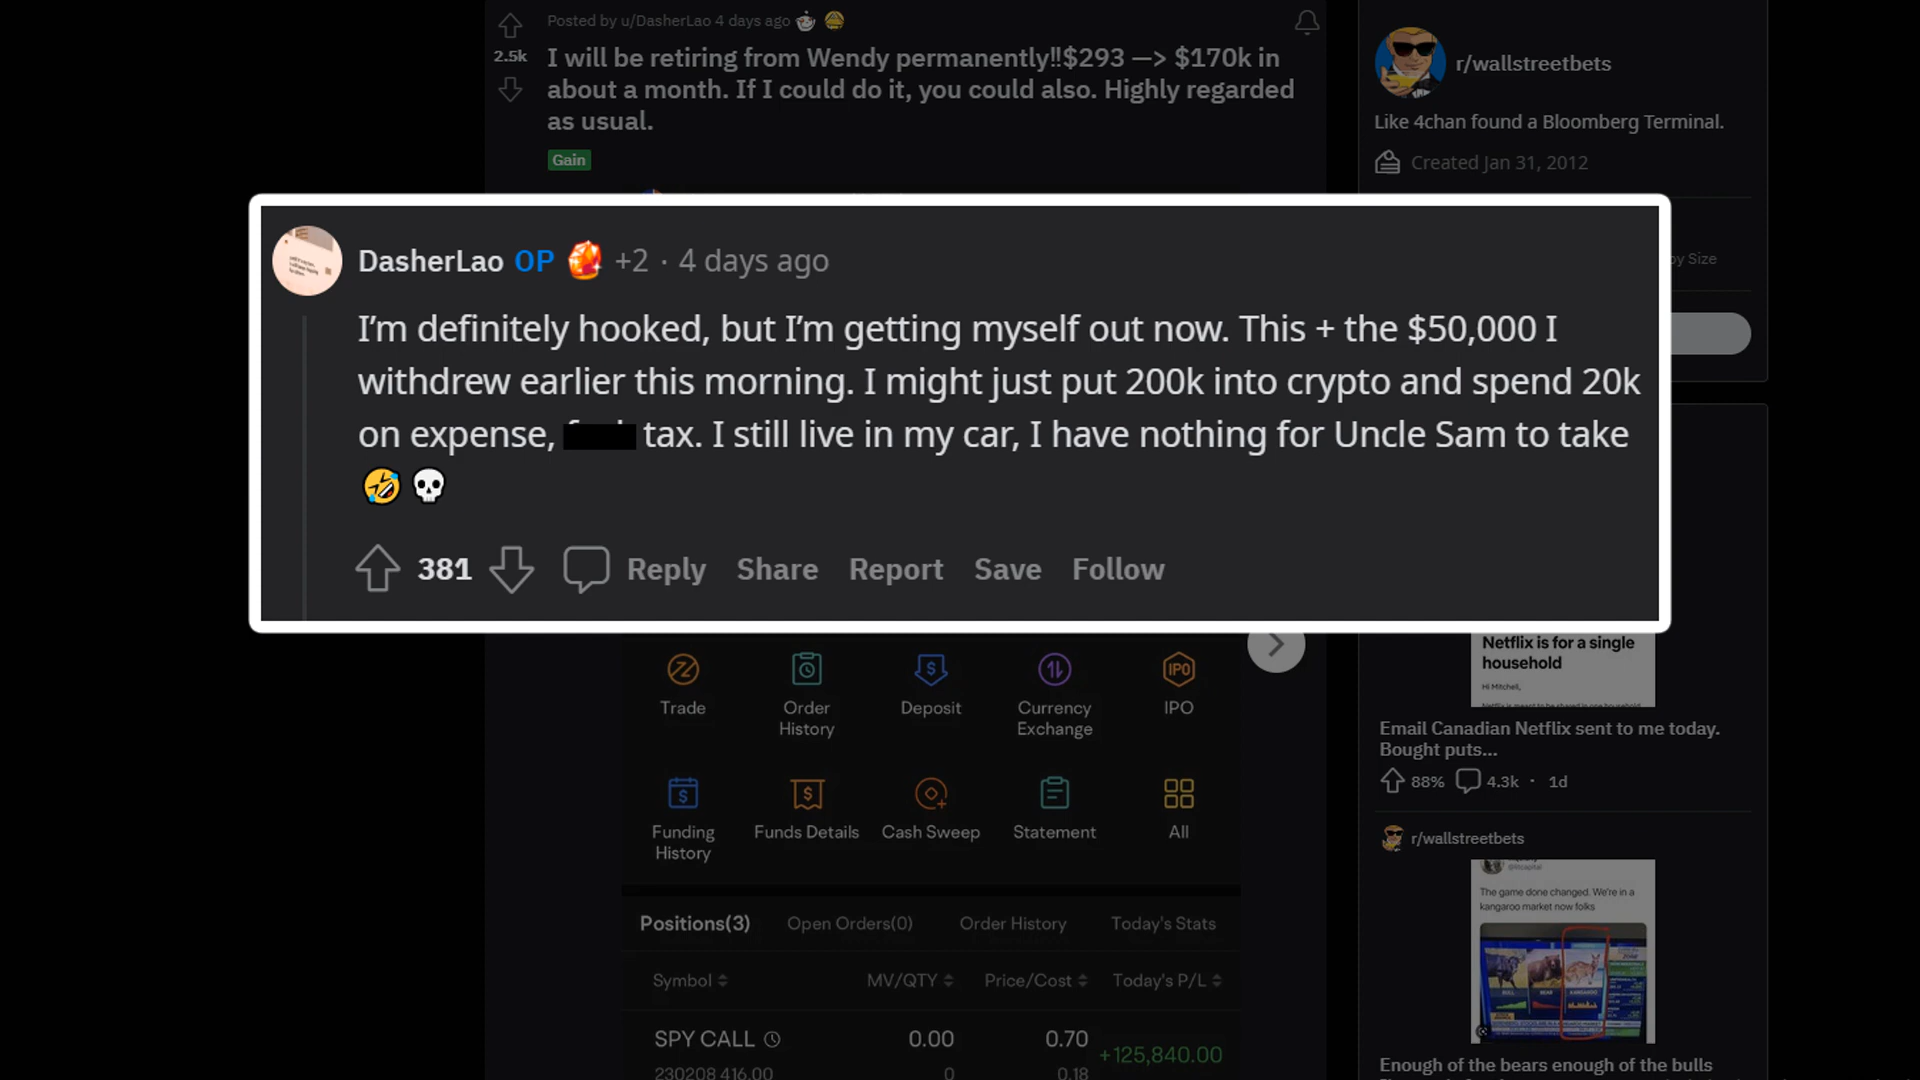 Posted by u/DasherLao 4 days ago
2.5k
I will be retiring from Wendy permanently!!$293 —> $170k in
about a month. If I could do it, you could also. Highly regarded
as usual.
Gain
r/wallstreetbets
Like 4chan found a Bloomberg Terminal.
Created Jan 31, 2012
by Size
DasherLao OP +2 · 4 days ago
I’m definitely hooked, but I’m getting myself out now. This + the $50,000 I
withdrew earlier this morning. I might just put 200k into crypto and spend 20k
on expense, tax. I still live in my car, I have nothing for Uncle Sam to take
🤣 💀
381 Reply Share Report Save Follow
Trade
Order
History
Deposit
Currency
Exchange
IPO
IPO
Funding
History
Funds Details
Cash Sweep
Statement
All
Positions(3) Open Orders(0) Order History Today's Stats
Symbol MV/QTY Price/Cost Today's P/L
SPY CALL 0.00 0.70 +125,840.00
230208 416.00 0 0.18
Netflix is for a single
household
Hi Mitchell,
Email Canadian Netflix sent to me today.
Bought puts...
88% 4.3k · 1d
r/wallstreetbets
The game done changed. We're in a
kangaroo market now folks
BULL BEAR KANGAROO
Enough of the bears enough of the bulls